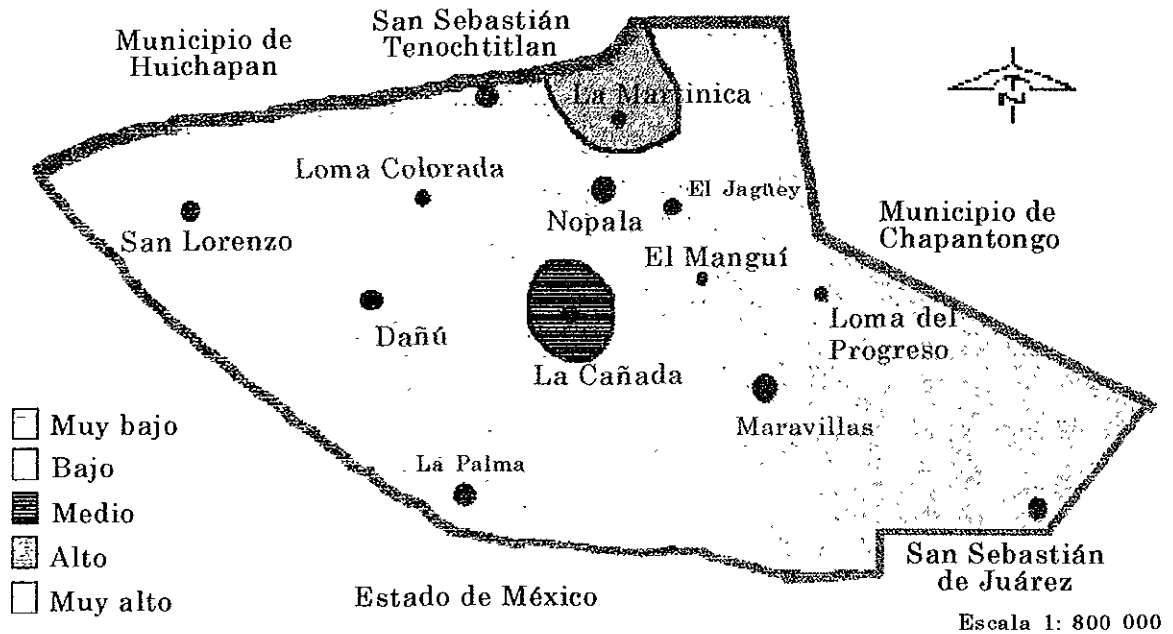 Municipio de
Huichapan
San Sebastián
Tenochtitlan
La Martinica
N
Loma Colorada
El Jagüey
San Lorenzo
Nopala
Municipio de
Chapantongo
El Manguí
Dañú
Loma del
Progreso
La Cañada
Maravillas
Muy bajo
Bajo
Medio
Alto
Muy alto
La Palma
San Sebastián
de Juárez
Estado de México
Escala 1: 800 000